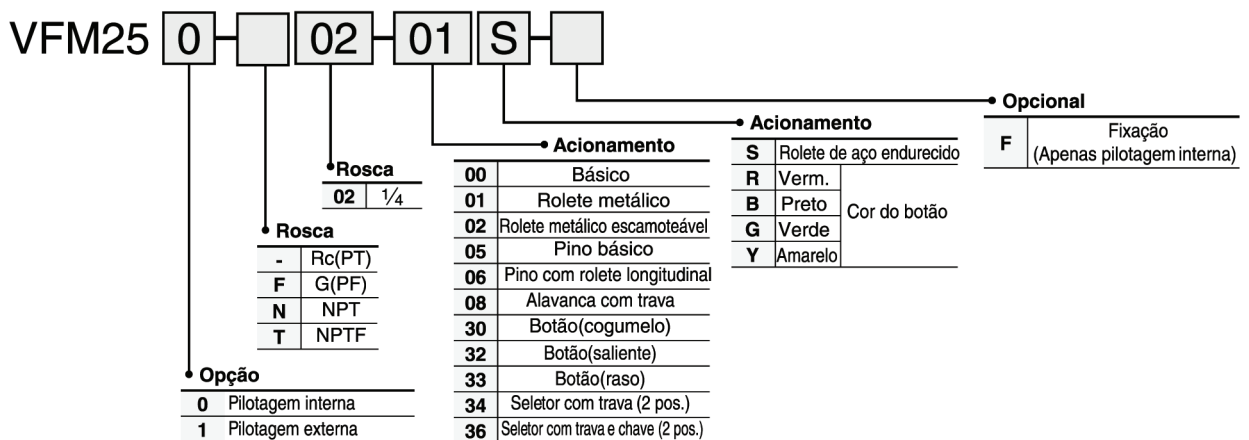 VFM25 0 - 02 - 01 S -
Opcional
F Fixação
(Apenas pilotagem interna)
Acionamento
S Rolete de aço endurecido
R Verm.
B Preto
G Verde
Y Amarelo
Cor do botão
Acionamento
00 Básico
01 Rolete metálico
02 Rolete metálico escamoteável
05 Pino básico
06 Pino com rolete longitudinal
08 Alavanca com trava
30 Botão(cogumelo)
32 Botão(saliente)
33 Botão(raso)
34 Seletor com trava (2 pos.)
36 Seletor com trava e chave (2 pos.)
Rosca
02 1⁄4
Rosca
- Rc(PT)
F G(PF)
N NPT
T NPTF
Opção
0 Pilotagem interna
1 Pilotagem externa